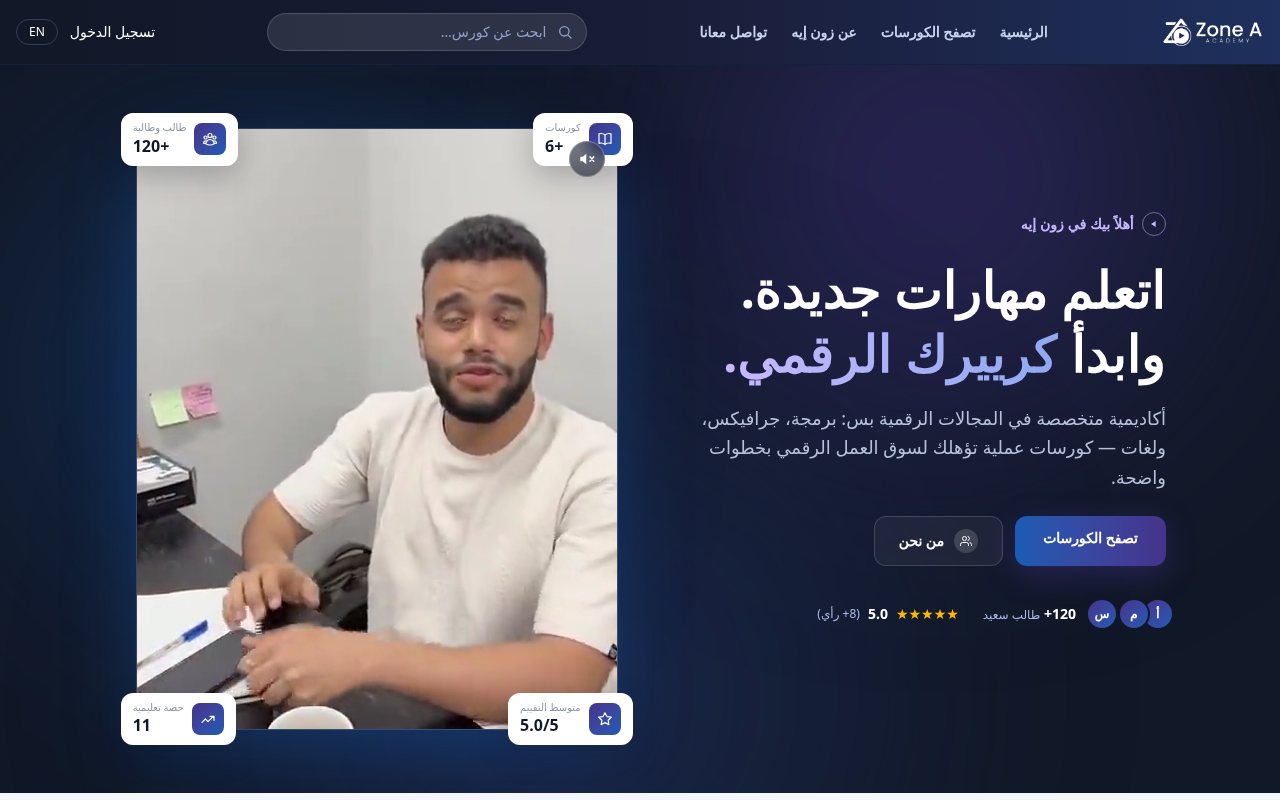 Zone A
ACADEMY
الرئيسية
تصفح الكورسات
عن زون إيه
تواصل معانا
ابحث عن كورس...
تسجيل الدخول
EN
أهلاً بيك في زون إيه
اتعلم مهارات جديدة.
وابدأ كرييرك الرقمي.
أكاديمية متخصصة في المجالات الرقمية بس: برمجة، جرافيكس،
ولغات — كورسات عملية تؤهلك لسوق العمل الرقمي بخطوات
واضحة.
تصفح الكورسات
من نحن
أ
م
س
+120 طالب سعيد
★★★★★ 5.0 (8+ رأي)
كورسات
6+
طالب وطالبة
120+
متوسط التقييم
5.0/5
حصة تعليمية
11